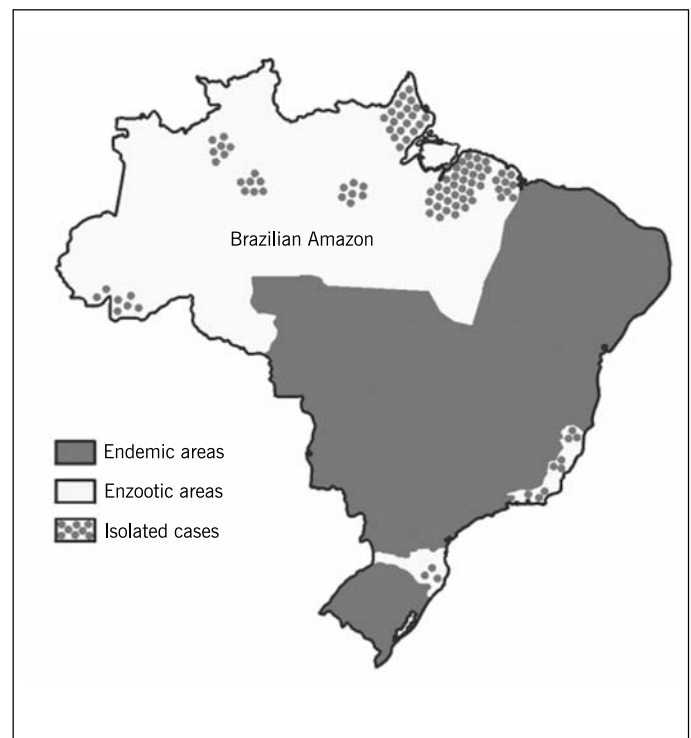 Brazilian Amazon
Endemic areas
Enzootic areas
Isolated cases